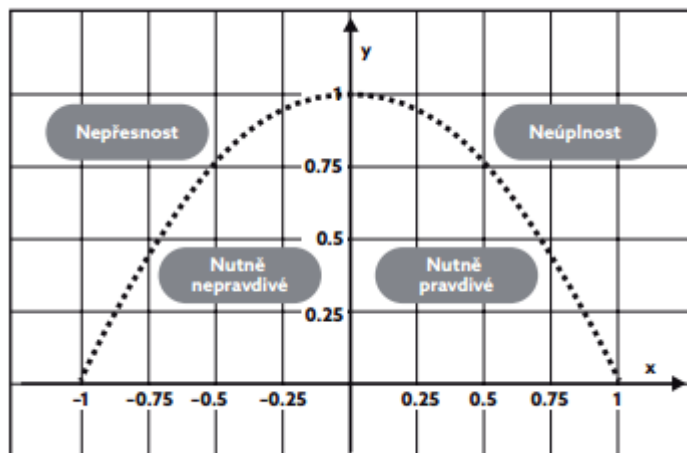 y
1
Nepřesnost
Neúplnost
0.75
0.5
Nutně
nepravdivé
Nutně
pravdivé
0.25
x
–1 –0.75 –0.5 –0.25 0.25 0.5 0.75 1